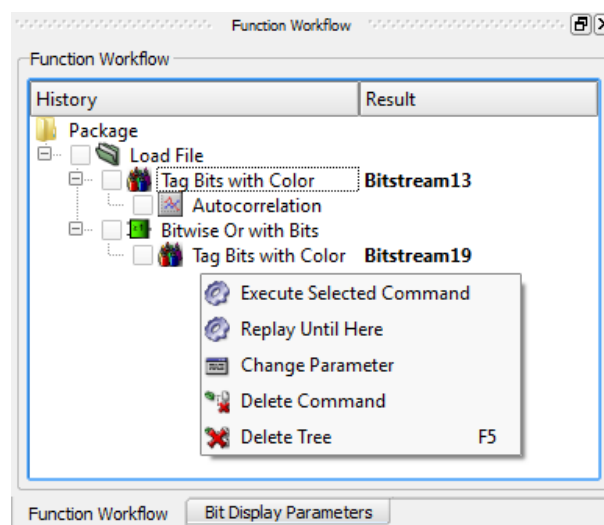 Function Workflow
Function Workflow
History Result
Package
Load File
Tag Bits with Color Bitstream13
Autocorrelation
Bitwise Or with Bits
Tag Bits with Color Bitstream19
Execute Selected Command
Replay Until Here
Change Parameter
Delete Command
Delete Tree F5
Function Workflow Bit Display Parameters